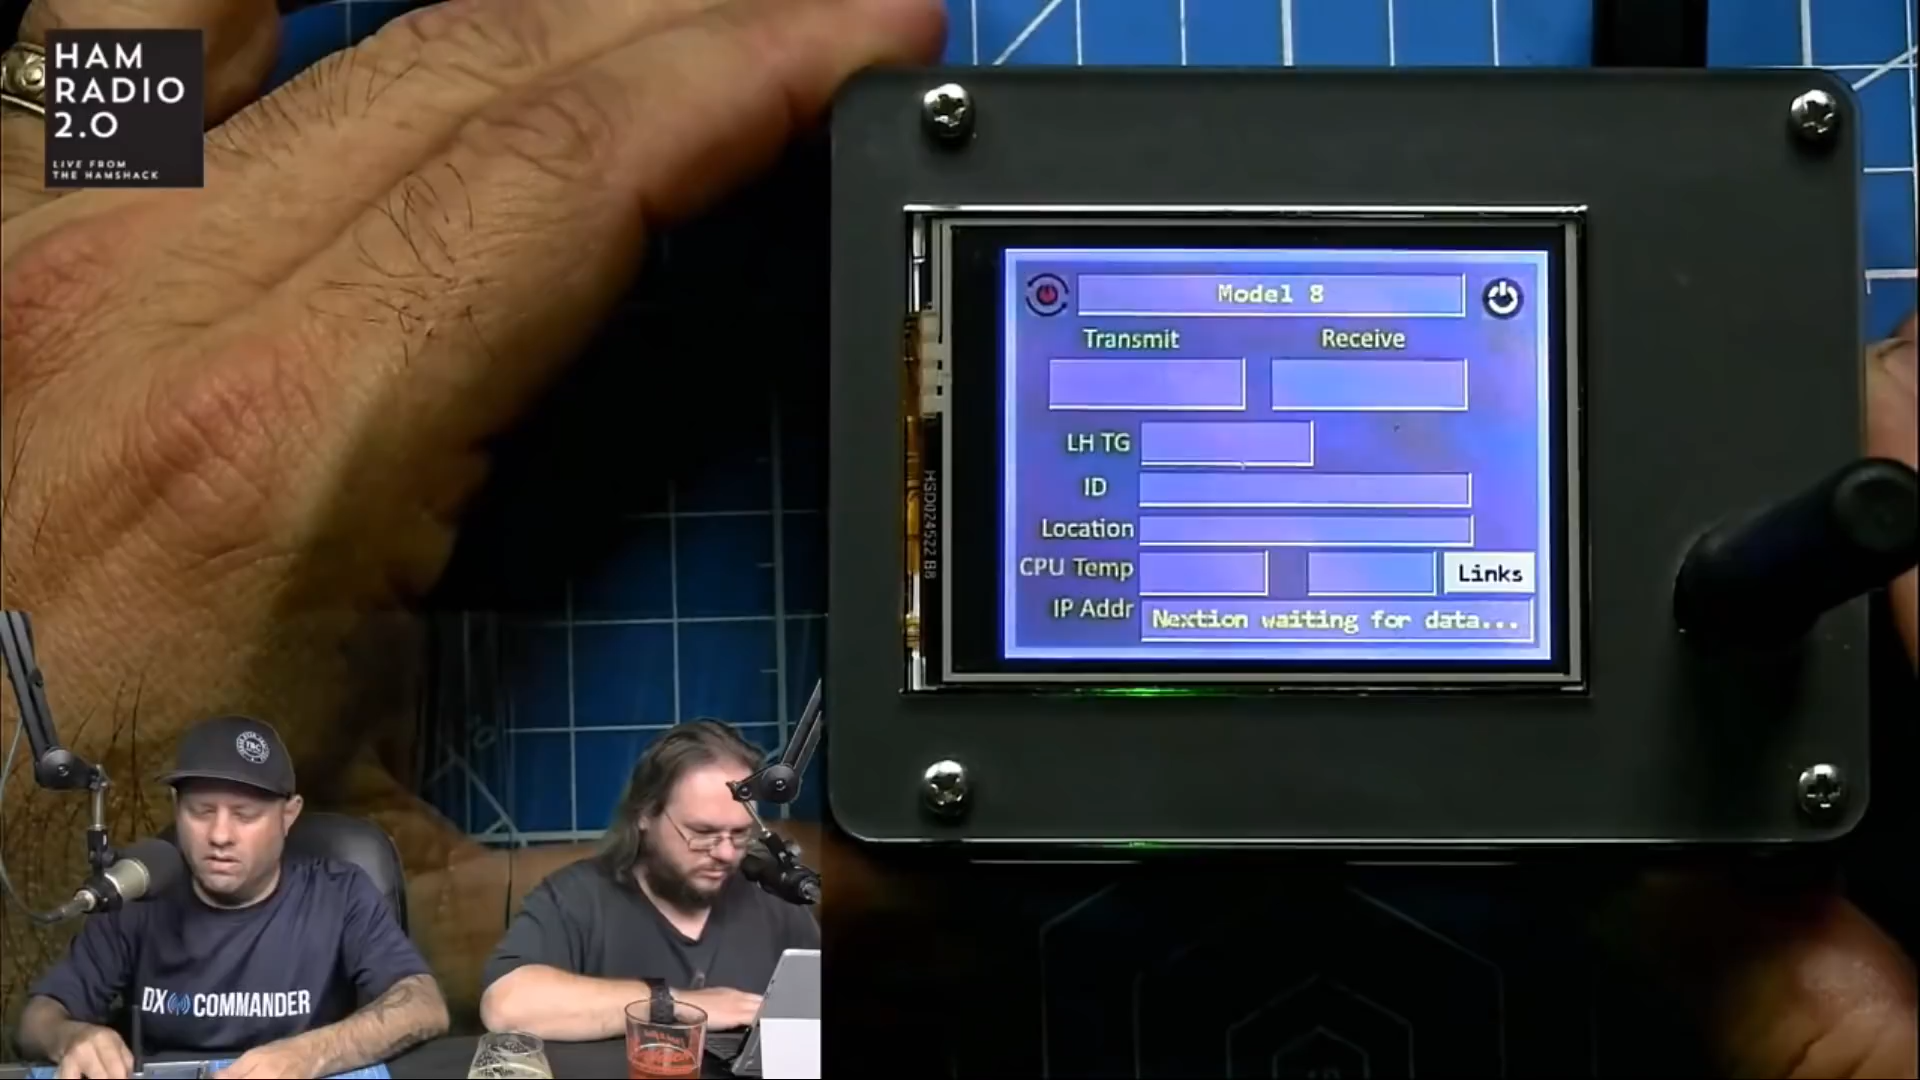 HAM
RADIO
2.0
LIVE FROM
THE HAMSHACK
Model 8
Transmit Receive
LH TG
ID
Location
CPU Temp Links
IP Addr Nextion waiting for data...
HSD024522 B8
DX COMMANDER